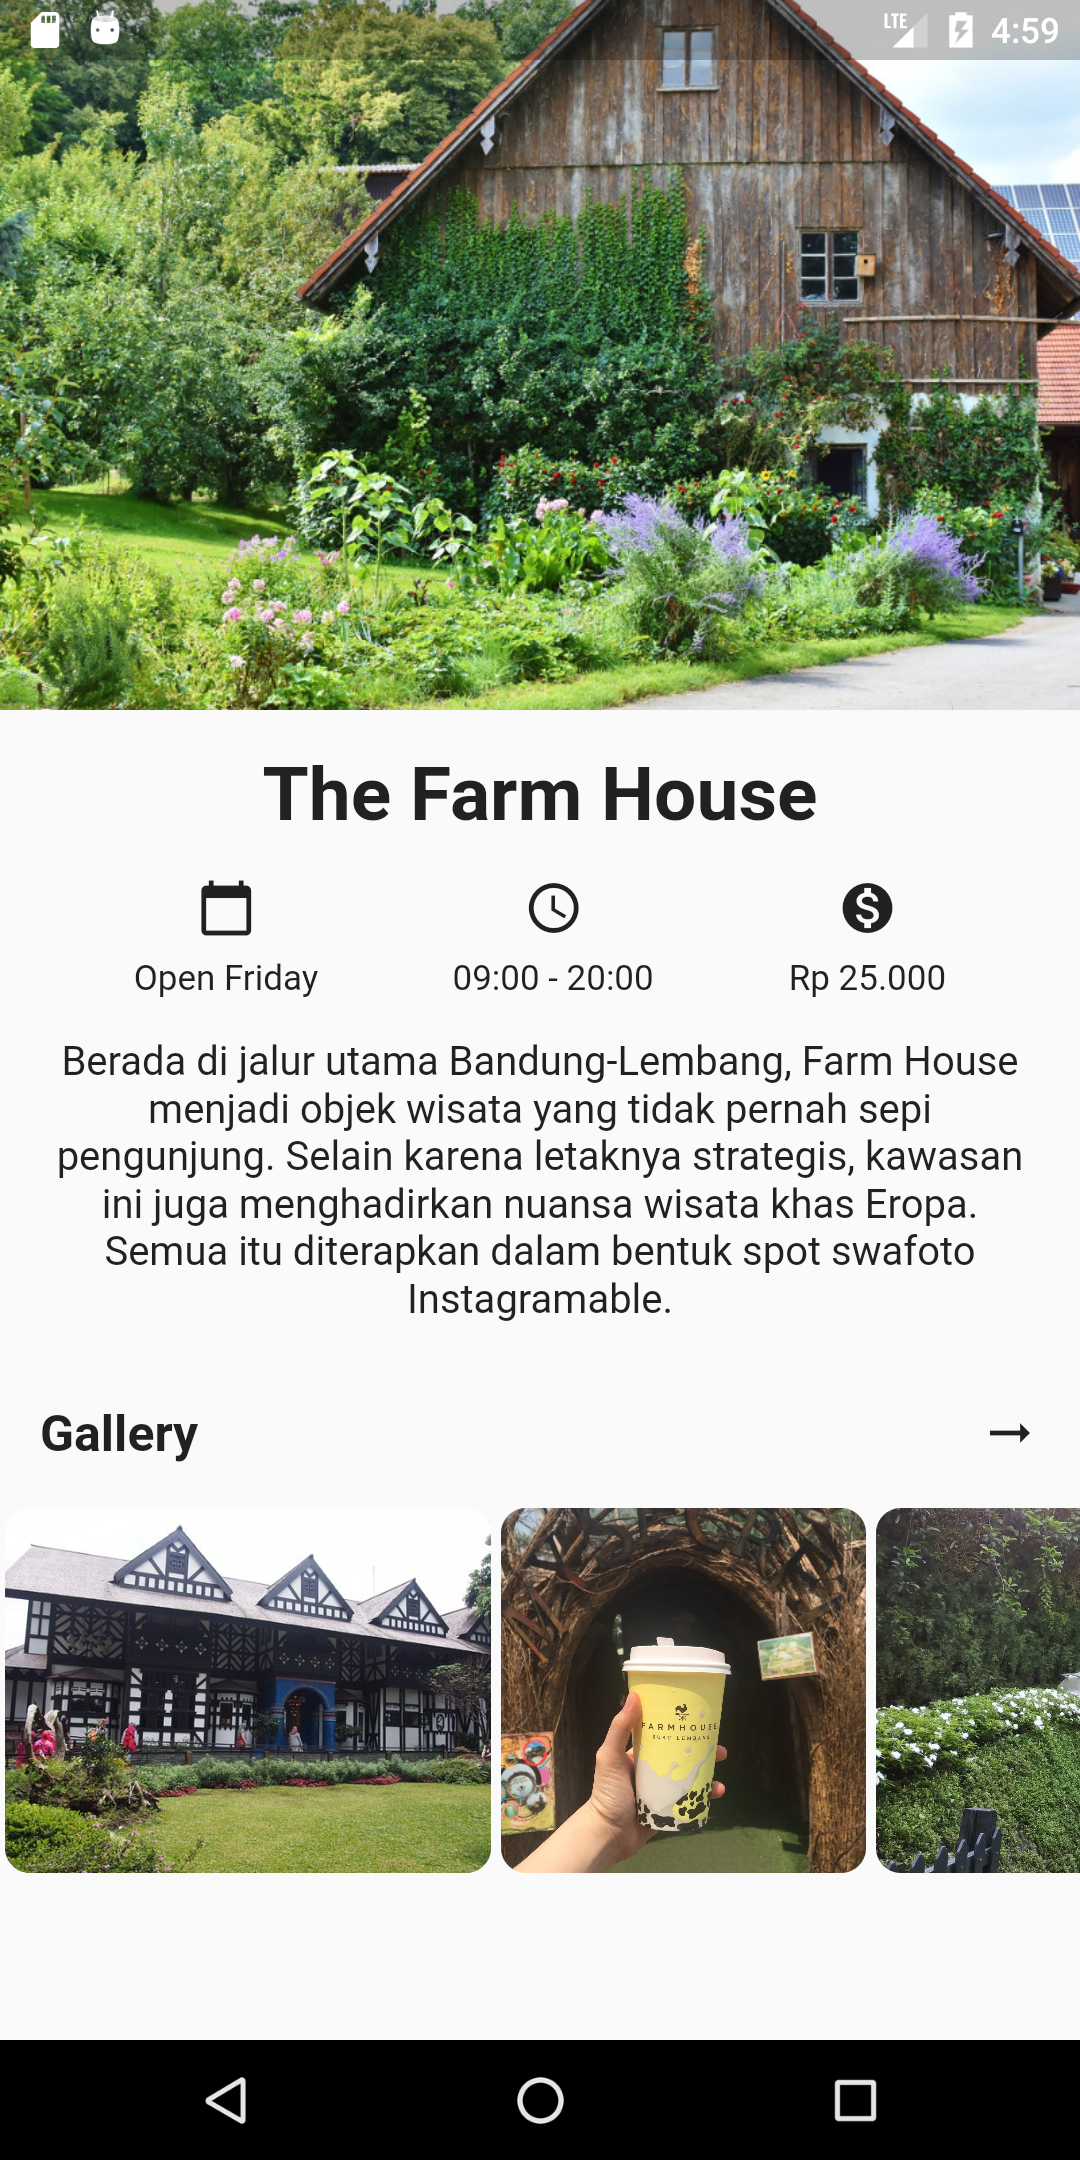 LTE 4:59
The Farm House
Open Friday
09:00 - 20:00
Rp 25.000
Berada di jalur utama Bandung-Lembang, Farm House
menjadi objek wisata yang tidak pernah sepi
pengunjung. Selain karena letaknya strategis, kawasan
ini juga menghadirkan nuansa wisata khas Eropa.
Semua itu diterapkan dalam bentuk spot swafoto
Instagramable.
Gallery
FARMHOUSE
SUSU LEMBANG